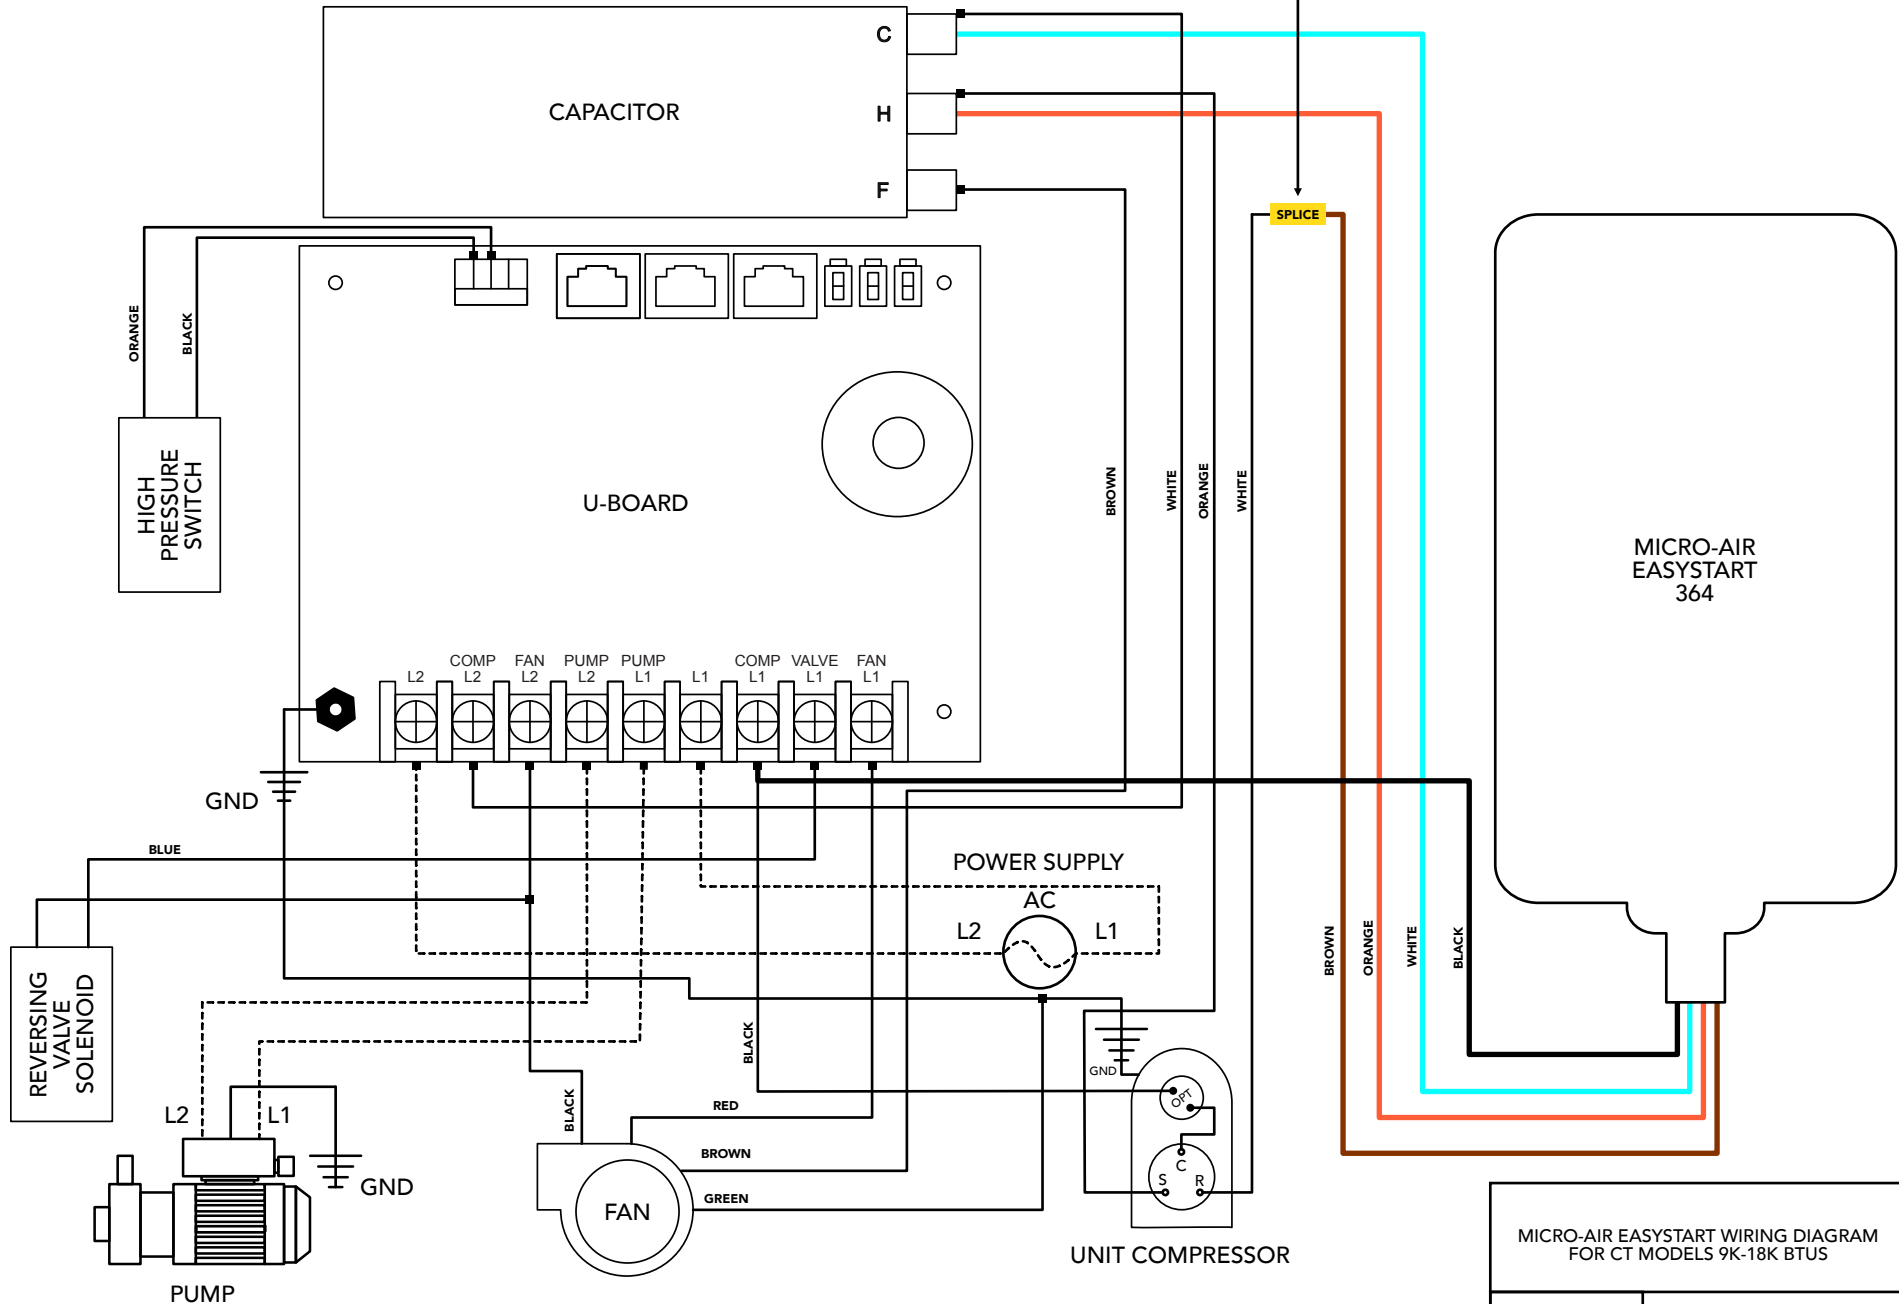 C
CAPACITOR
H
F
SPLICE
ORANGE
BLACK
HIGH
PRESSURE
SWITCH
U-BOARD
BROWN
WHITE
ORANGE
WHITE
MICRO-AIR
EASYSTART
364
COMP FAN PUMP PUMP COMP VALVE FAN
L2 L2 L2 L2 L1 L1 L1 L1 L1
GND
BLUE
POWER SUPPLY
AC
L2 L1
BROWN
ORANGE
WHITE
BLACK
REVERSING
VALVE
SOLENOID
BLACK
GND
OPT
C
S R
L2 L1
BLACK
RED
BROWN
GREEN
GND
FAN
PUMP
UNIT COMPRESSOR
MICRO-AIR EASYSTART WIRING DIAGRAM
FOR CT MODELS 9K-18K BTUS